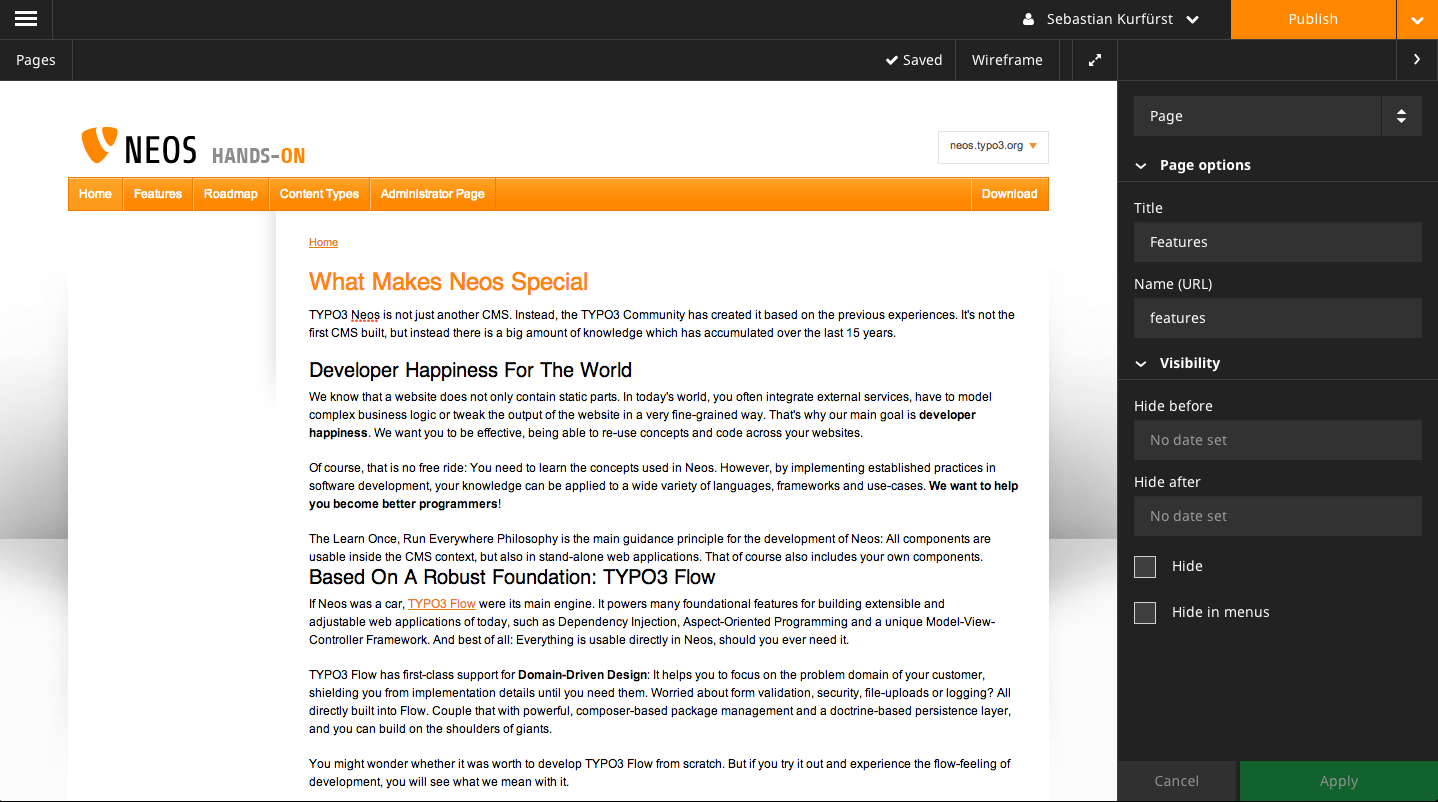 Sebastian Kurfürst
Publish
Pages
Saved
Wireframe
NEOS HANDS-ON
neos.typo3.org
Home
Features
Roadmap
Content Types
Administrator Page
Download
Home
What Makes Neos Special
TYPO3 Neos is not just another CMS. Instead, the TYPO3 Community has created it based on the previous experiences. It's not the
first CMS built, but instead there is a big amount of knowledge which has accumulated over the last 15 years.
Developer Happiness For The World
We know that a website does not only contain static parts. In today's world, you often integrate external services, have to model
complex business logic or tweak the output of the website in a very fine-grained way. That's why our main goal is developer
happiness. We want you to be effective, being able to re-use concepts and code across your websites.
Of course, that is no free ride: You need to learn the concepts used in Neos. However, by implementing established practices in
software development, your knowledge can be applied to a wide variety of languages, frameworks and use-cases. We want to help
you become better programmers!
The Learn Once, Run Everywhere Philosophy is the main guidance principle for the development of Neos: All components are
usable inside the CMS context, but also in stand-alone web applications. That of course also includes your own components.
Based On A Robust Foundation: TYPO3 Flow
If Neos was a car, TYPO3 Flow were its main engine. It powers many foundational features for building extensible and
adjustable web applications of today, such as Dependency Injection, Aspect-Oriented Programming and a unique Model-View-
Controller Framework. And best of all: Everything is usable directly in Neos, should you ever need it.
TYPO3 Flow has first-class support for Domain-Driven Design: It helps you to focus on the problem domain of your customer,
shielding you from implementation details until you need them. Worried about form validation, security, file-uploads or logging? All
directly built into Flow. Couple that with powerful, composer-based package management and a doctrine-based persistence layer,
and you can build on the shoulders of giants.
You might wonder whether it was worth to develop TYPO3 Flow from scratch. But if you try it out and experience the flow-feeling of
development, you will see what we mean with it.
Page
Page options
Title
Features
Name (URL)
features
Visibility
Hide before
No date set
Hide after
No date set
Hide
Hide in menus
Cancel
Apply